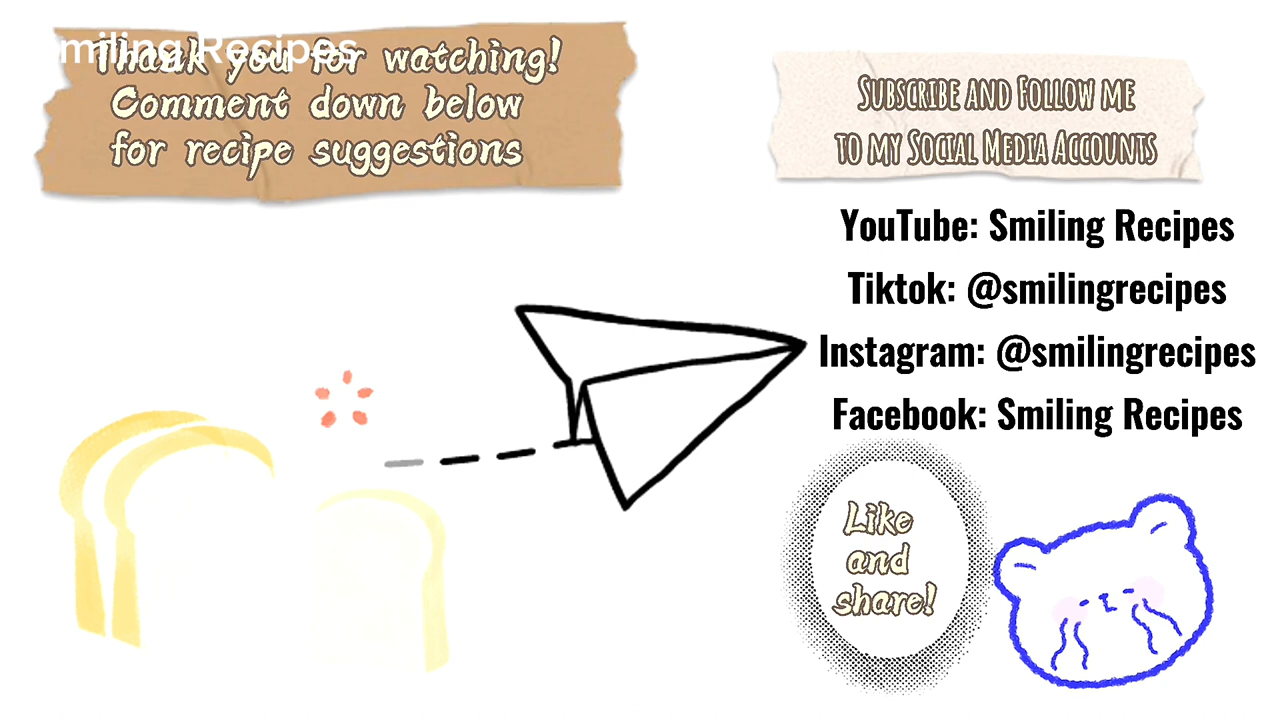 Smiling Recipes
Thank you for watching!
Comment down below
for recipe suggestions
Subscribe and Follow me
to my Social Media Accounts
YouTube: Smiling Recipes
Tiktok: @smilingrecipes
Instagram: @smilingrecipes
Facebook: Smiling Recipes
Like
and
share!